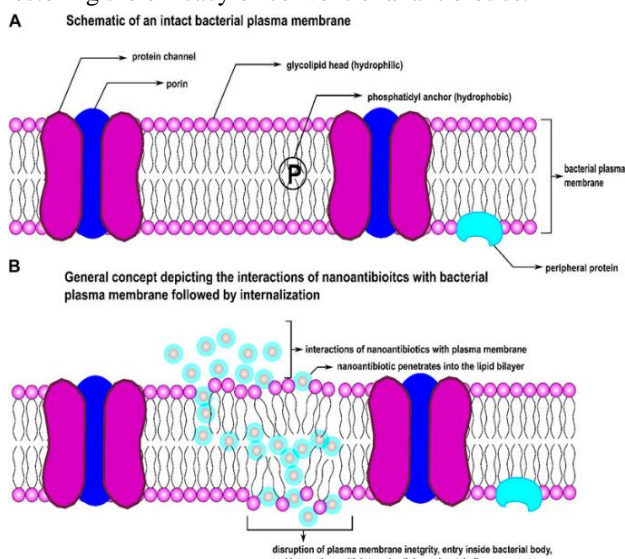 A Schematic of an intact bacterial plasma membrane
protein channel
glycolipid head (hydrophilic)
porin
phosphatidyl anchor (hydrophobic)
P
bacterial plasma
membrane
peripheral protein
B
General concept depicting the interactions of nanoantibioitcs with bacterial
plasma membrane followed by internalization
interactions of nanoantibiotics with plasma membrane
nanoantibiotic penetrates into the lipid bilayer
disruption of plasma membrane inetgrity, entry inside bacterial body,